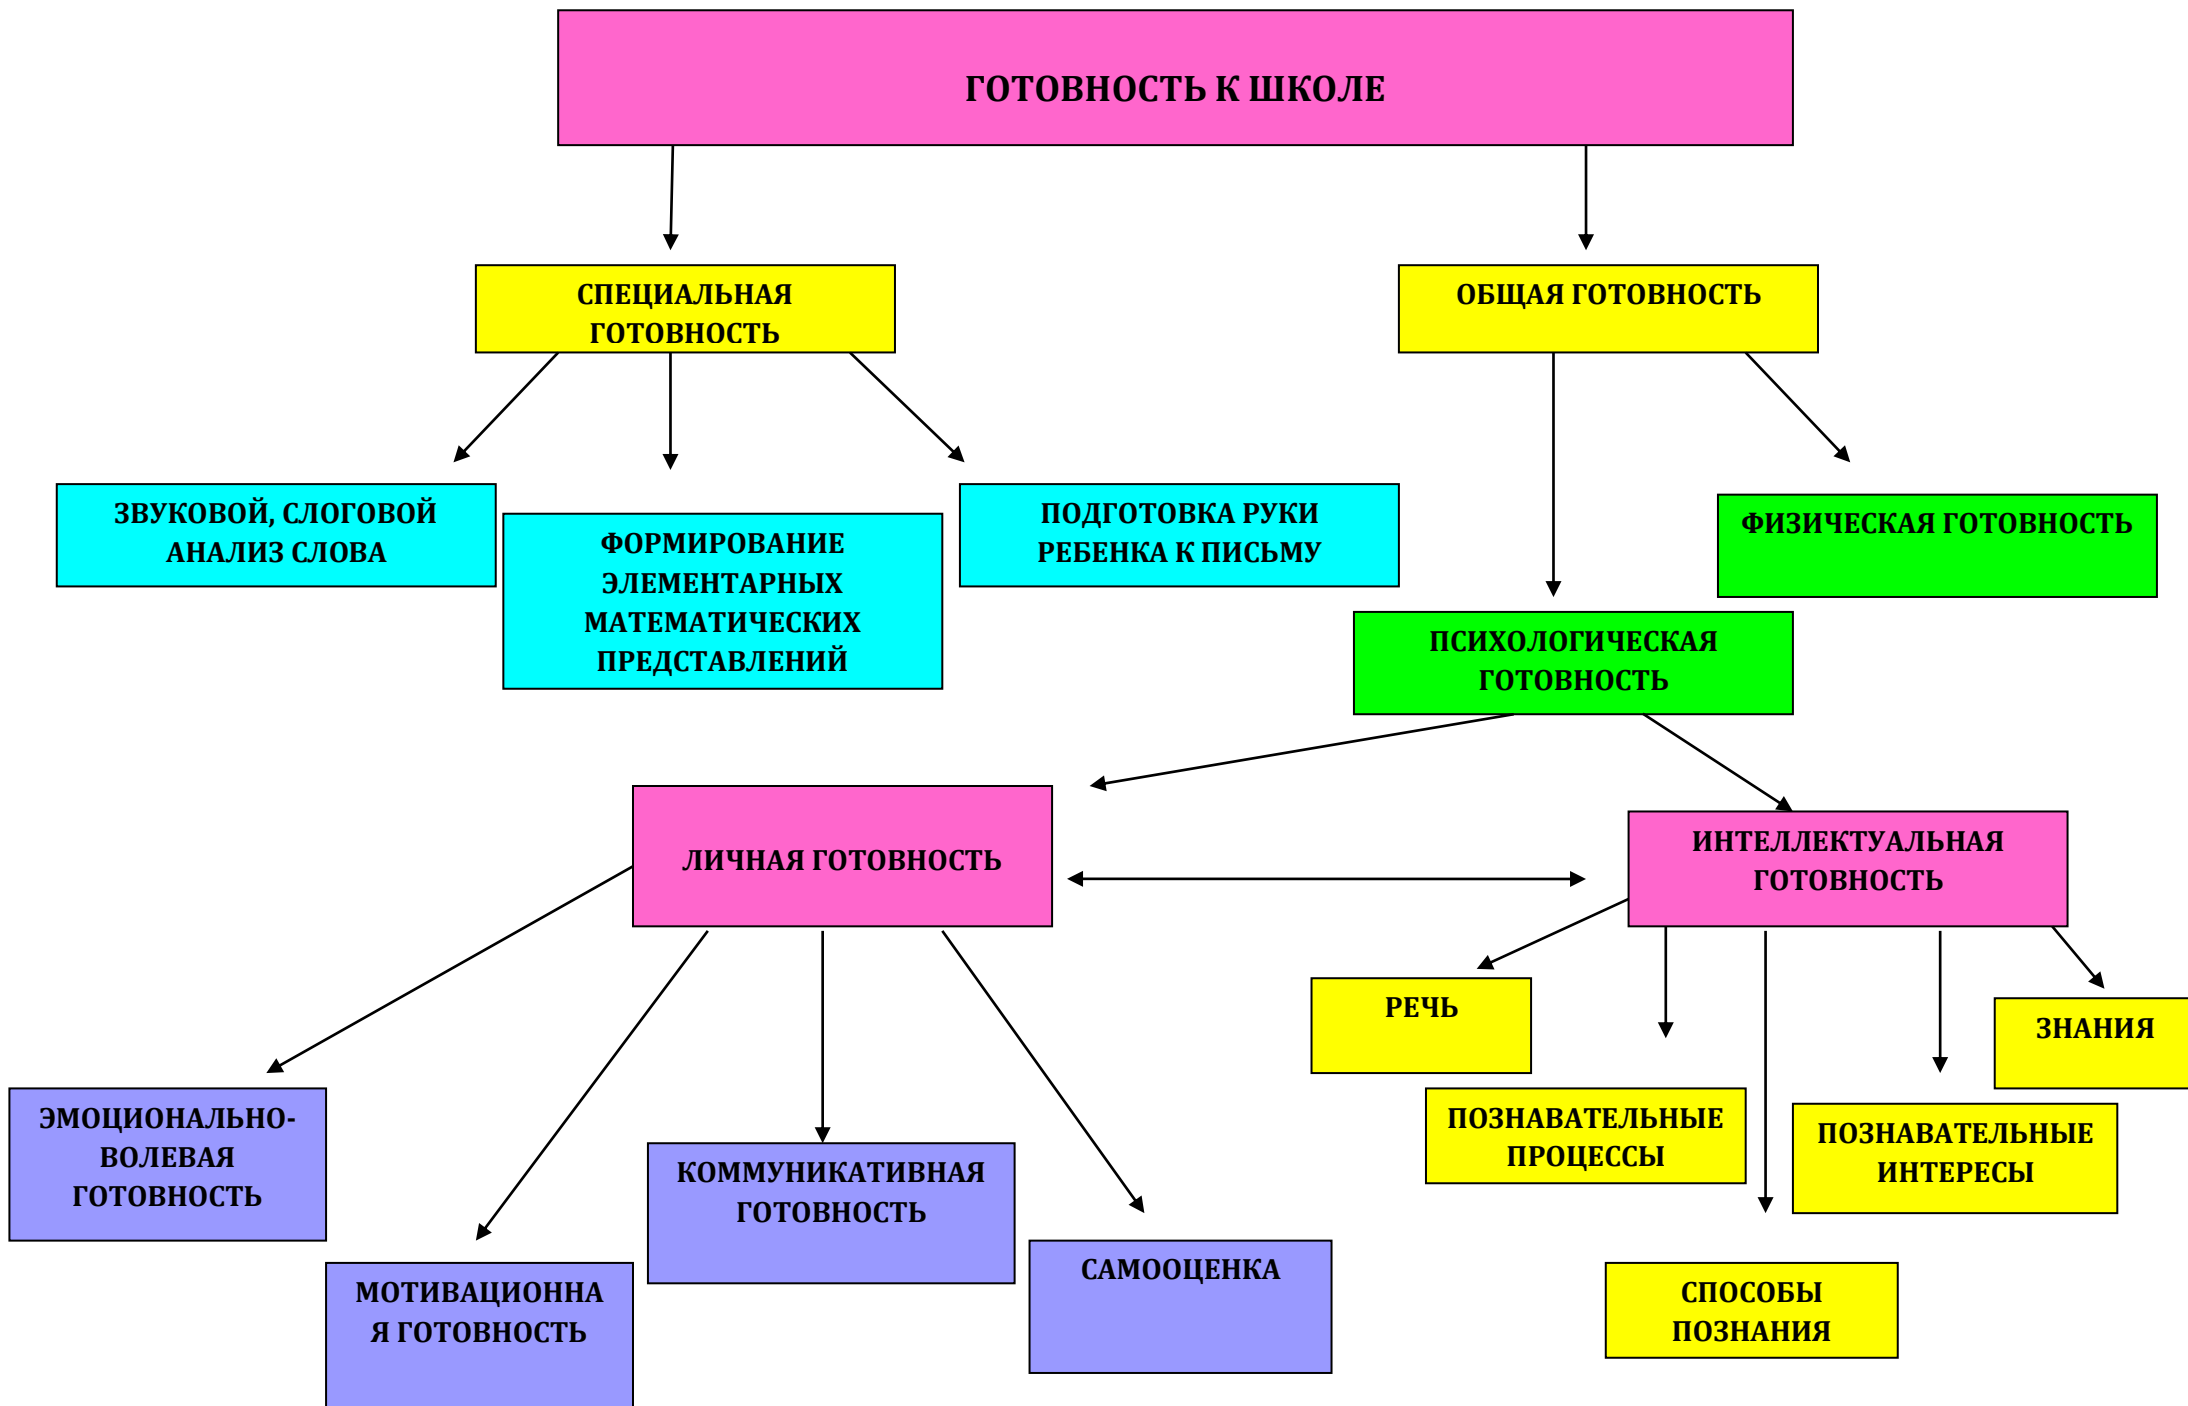 ГОТОВНОСТЬ К ШКОЛЕ
СПЕЦИАЛЬНАЯ
ГОТОВНОСТЬ
ОБЩАЯ ГОТОВНОСТЬ
ЗВУКОВОЙ, СЛОГОВОЙ
АНАЛИЗ СЛОВА
ФОРМИРОВАНИЕ
ЭЛЕМЕНТАРНЫХ
МАТЕМАТИЧЕСКИХ
ПРЕДСТАВЛЕНИЙ
ПОДГОТОВКА РУКИ
РЕБЕНКА К ПИСЬМУ
ФИЗИЧЕСКАЯ ГОТОВНОСТЬ
ПСИХОЛОГИЧЕСКАЯ
ГОТОВНОСТЬ
ЛИЧНАЯ ГОТОВНОСТЬ
ИНТЕЛЛЕКТУАЛЬНАЯ
ГОТОВНОСТЬ
РЕЧЬ
ЗНАНИЯ
ЭМОЦИОНАЛЬНО-
ВОЛЕВАЯ
ГОТОВНОСТЬ
МОТИВАЦИОННА
Я ГОТОВНОСТЬ
КОММУНИКАТИВНАЯ
ГОТОВНОСТЬ
САМООЦЕНКА
ПОЗНАВАТЕЛЬНЫЕ
ПРОЦЕССЫ
ПОЗНАВАТЕЛЬНЫЕ
ИНТЕРЕСЫ
СПОСОБЫ
ПОЗНАНИЯ